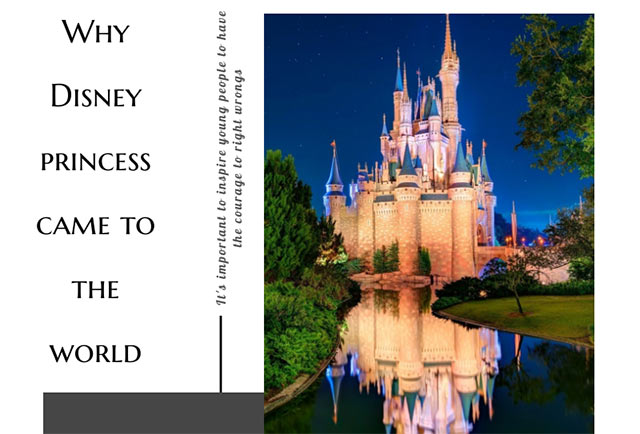 Why
Disney
princess
came to
the
world
It's important to inspire young people to have
the courage to right wrongs